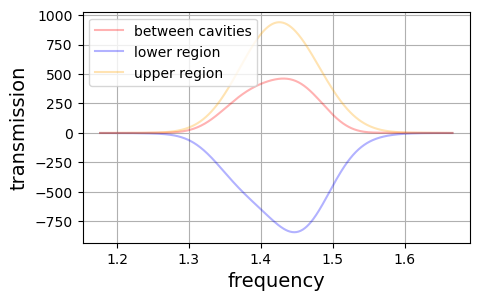 between cavities
lower region
upper region
1000
750
500
250
0
−250
−500
−750
transmission
1.2 1.3 1.4 1.5 1.6
frequency